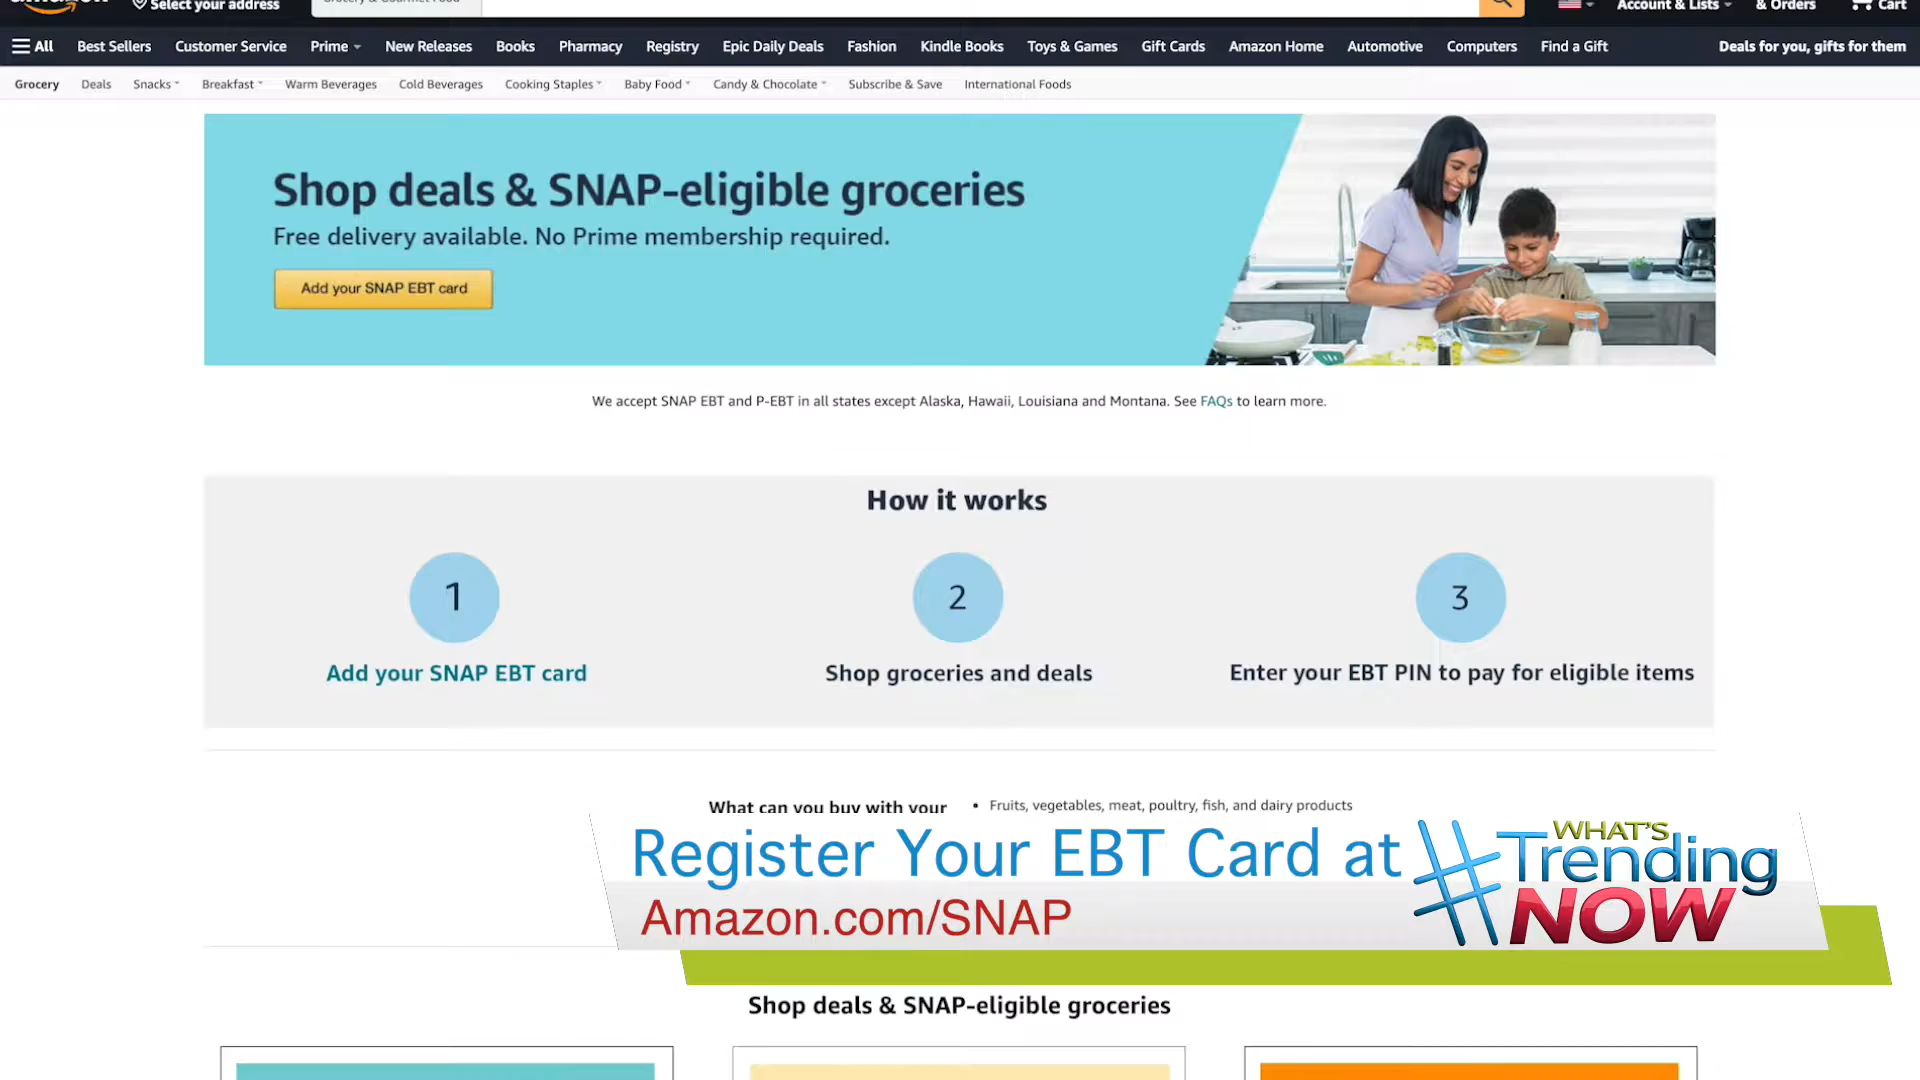 Select your address
Account & Lists
& Orders
Cart
All
Best Sellers
Customer Service
Prime
New Releases
Books
Pharmacy
Registry
Epic Daily Deals
Fashion
Kindle Books
Toys & Games
Gift Cards
Amazon Home
Automotive
Computers
Find a Gift
Deals for you, gifts for them
Grocery
Deals
Snacks
Breakfast
Warm Beverages
Cold Beverages
Cooking Staples
Baby Food
Candy & Chocolate
Subscribe & Save
International Foods
Shop deals & SNAP-eligible groceries
Free delivery available. No Prime membership required.
Add your SNAP EBT card
We accept SNAP EBT and P-EBT in all states except Alaska, Hawaii, Louisiana and Montana. See FAQs to learn more.
How it works
1
2
3
Add your SNAP EBT card
Shop groceries and deals
Enter your EBT PIN to pay for eligible items
What can you buy with your
• Fruits, vegetables, meat, poultry, fish, and dairy products
Register Your EBT Card at
Amazon.com/SNAP
WHAT'S
#Trending
NOW
Shop deals & SNAP-eligible groceries